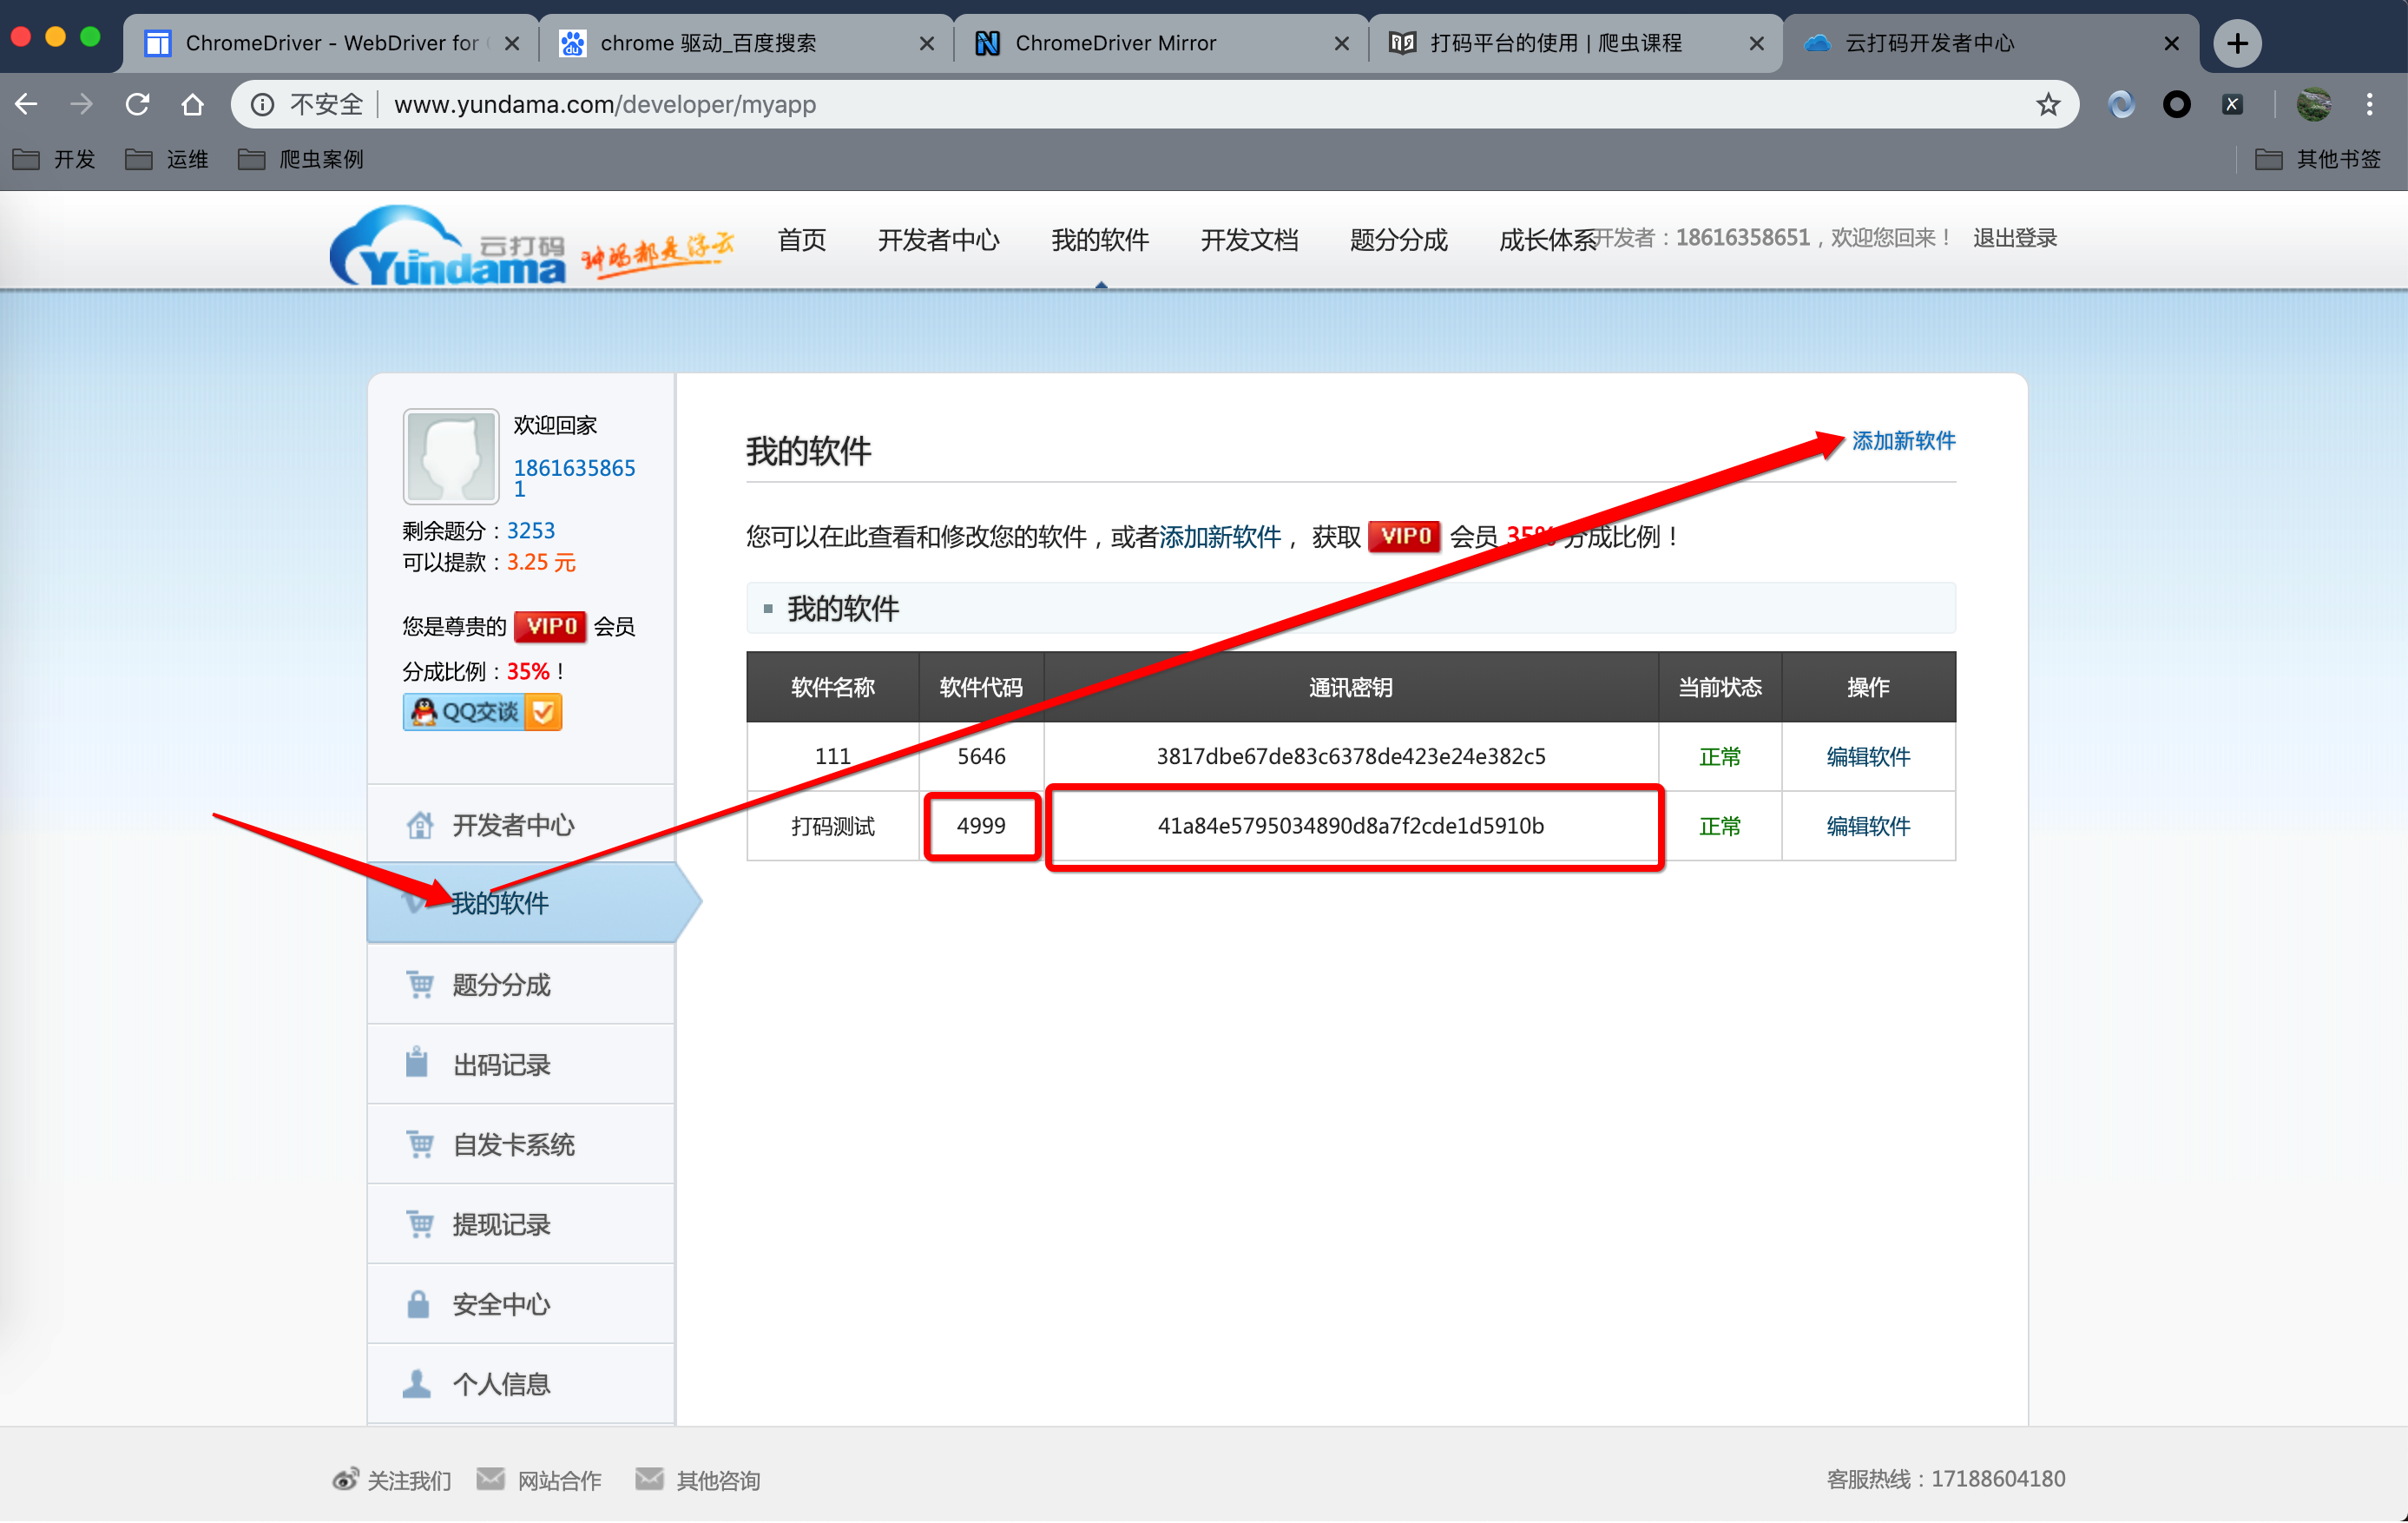 ChromeDriver - WebDriver for
chrome 驱动_百度搜索
ChromeDriver Mirror
打码平台的使用 | 爬虫课程
云打码开发者中心
不安全 www.yundama.com/developer/myapp
开发 运维 爬虫案例 其他书签
云打码
Yundama
神马都是浮云
首页 开发者中心 我的软件 开发文档 题分分成 成长体系
开发者：18616358651，欢迎您回来！ 退出登录
欢迎回家
1861635865
1
剩余题分：3253
可以提款：3.25 元
您是尊贵的 VIP0 会员
分成比例：35%！
QQ交谈
开发者中心
我的软件
题分分成
出码记录
自发卡系统
提现记录
安全中心
个人信息
我的软件 添加新软件
您可以在此查看和修改您的软件，或者添加新软件， 获取 VIP0 会员 35% 分成比例！
我的软件
软件名称 软件代码 通讯密钥 当前状态 操作
111 5646 3817dbe67de83c6378de423e24e382c5 正常 编辑软件
打码测试 4999 41a84e5795034890d8a7f2cde1d5910b 正常 编辑软件
关注我们 网站合作 其他咨询 客服热线：17188604180